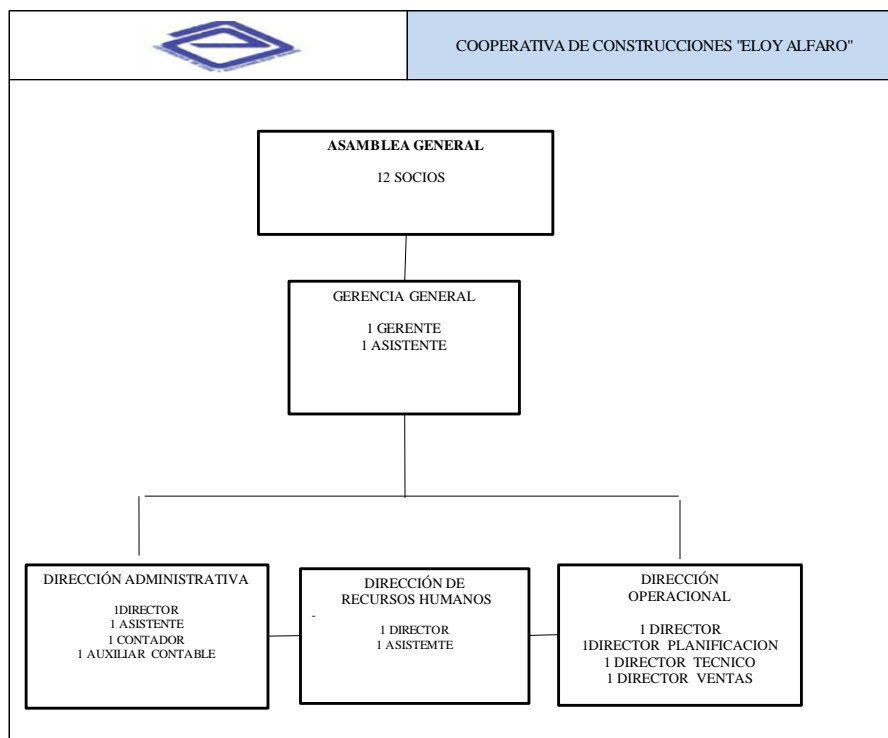 COOPERATIVA DE CONSTRUCCIONES "ELOY ALFARO"
ASAMBLEA GENERAL
12 SOCIOS
GERENCIA GENERAL
1 GERENTE
1 ASISTENTE
DIRECCIÓN ADMINISTRATIVA
1DIRECTOR
1 ASISTENTE
1 CONTADOR
1 AUXILIAR CONTABLE
DIRECCIÓN DE
RECURSOS HUMANOS
-
1 DIRECTOR
1 ASISTEMTE
DIRECCIÓN
OPERACIONAL
1 DIRECTOR
1DIRECTOR PLANIFICACION
1 DIRECTOR TECNICO
1 DIRECTOR VENTAS